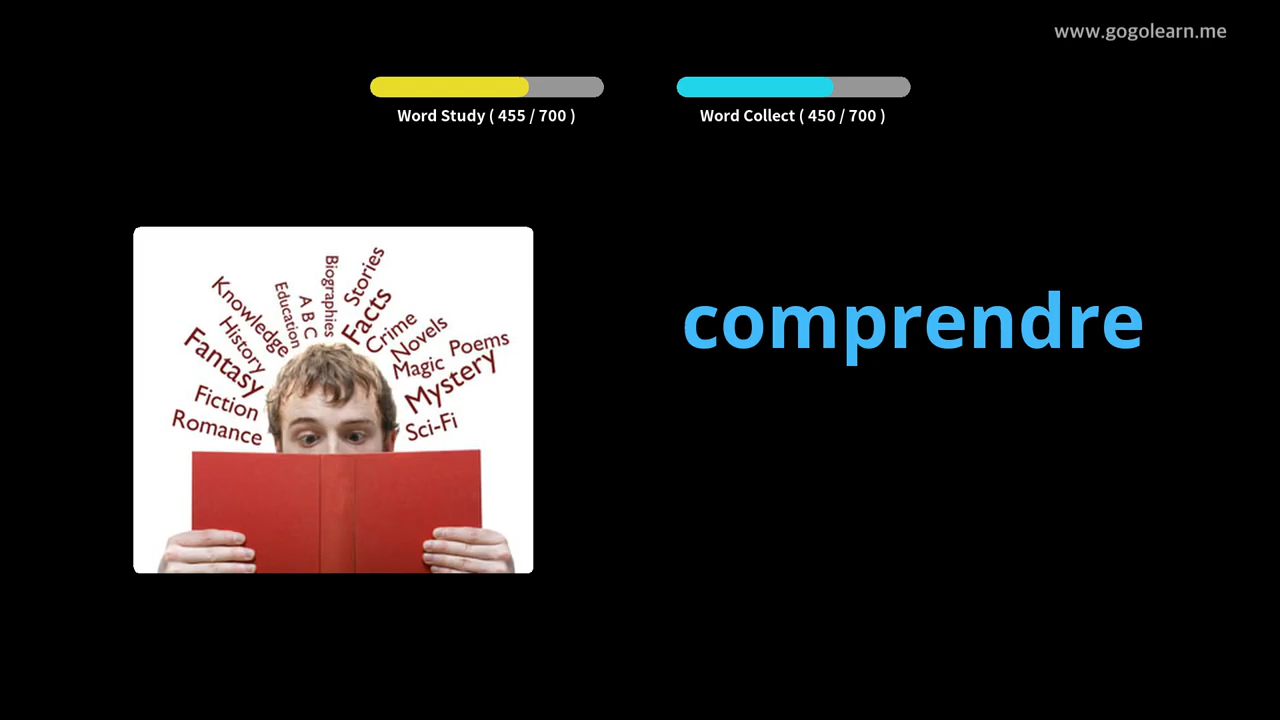 www.gogolearn.me
Word Study ( 455 / 700 )
Word Collect ( 450 / 700 )
comprendre
Knowledge
Education
A B C
Biographies
Stories
Facts
History
Crime
Novels
Poems
Fantasy
Magic
Mystery
Fiction
Romance
Sci-Fi